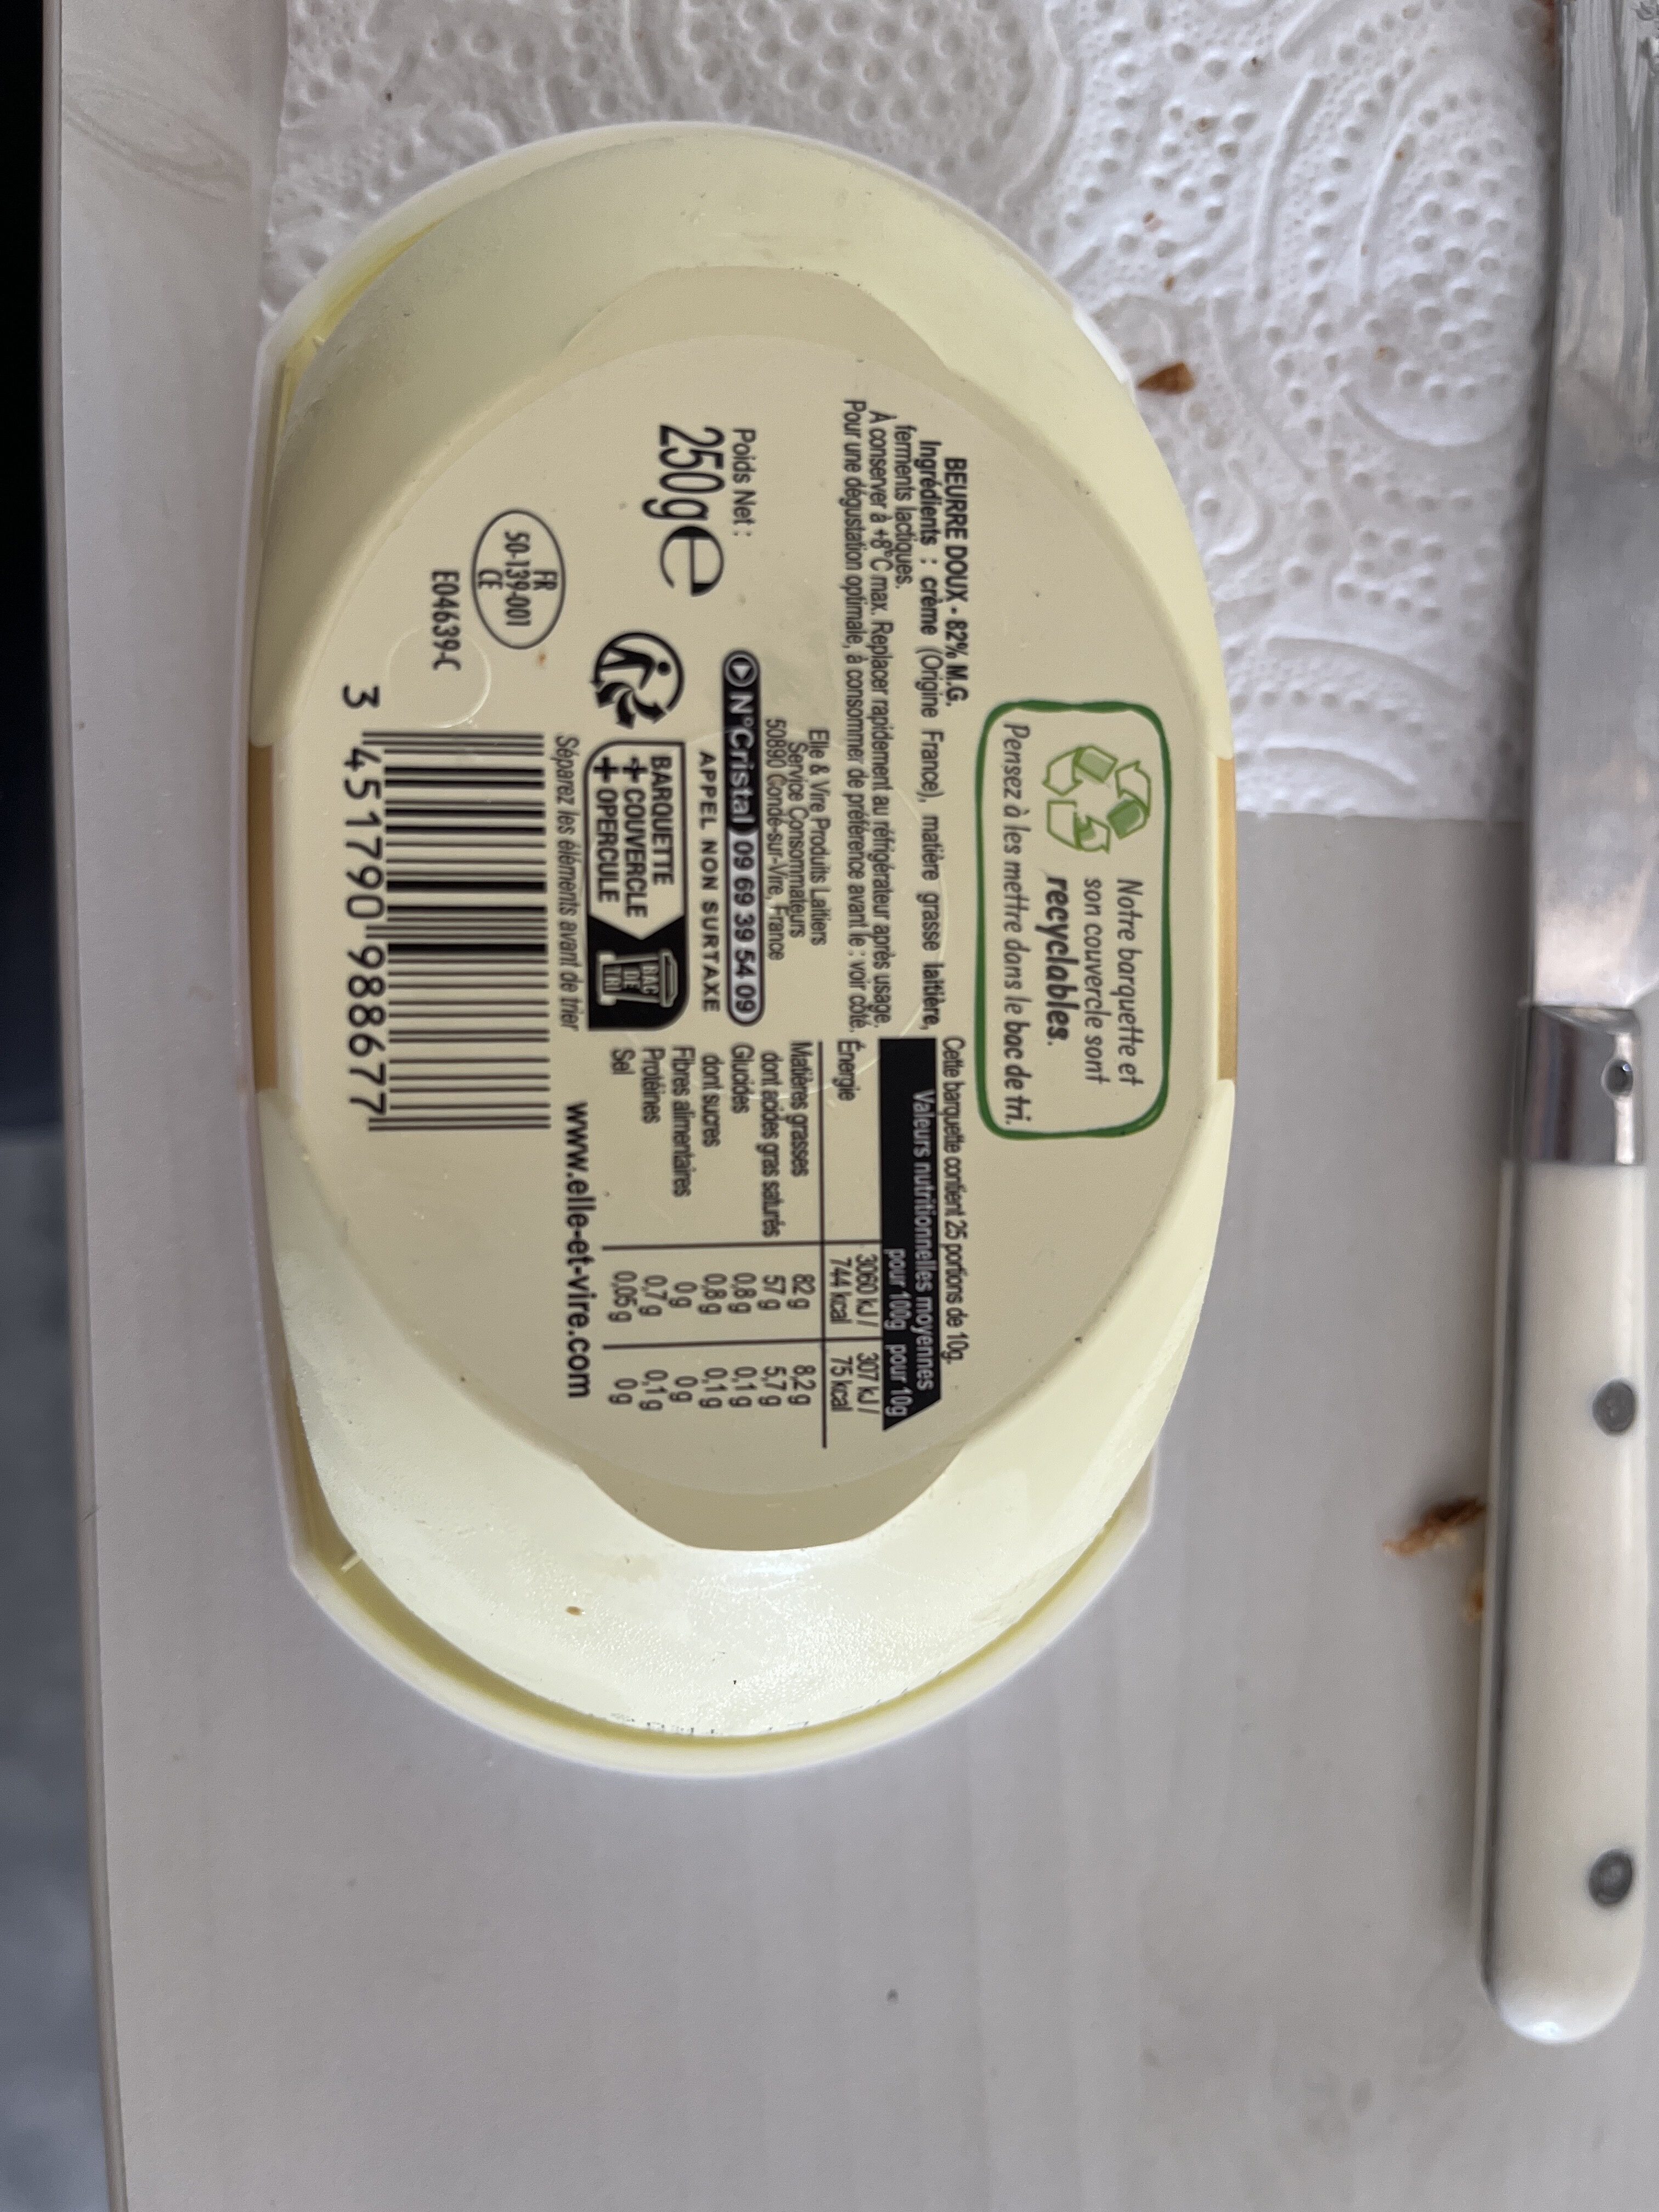 Notre barquette et
son couvercle sont
recyclables.
Pensez à les mettre dans le bac de tri.
BEURRE DOUX - 82% M.G.
Ingrédients : crème (Origine France), matière grasse laitière,
ferments lactiques.
A conserver à +8°C max. Replacer rapidement au réfrigérateur après usage.
Pour une dégustation optimale, à consommer de préférence avant le : voir côté.
Elle & Vire Produits Laitiers
Service Consommateurs
50890 Condé-sur-Vire, France
N°Cristal 09 69 39 54 09
APPEL NON SURTAXE
Poids Net :
250g e
BARQUETTE
+ COUVERCLE
+ OPERCULE
BAC
DE
TRI
Séparez les éléments avant de trier
FR
50-139-001
CE
E04639-C
3 451790 988677
Cette barquette contient 25 portions de 10g.
Valeurs nutritionnelles moyennes
pour 100g pour 10g
Énergie 3060 kJ / 307 kJ /
744 kcal 75 kcal
Matières grasses 82 g 8,2 g
dont acides gras saturés 57 g 5,7 g
Glucides 0,8 g 0,1 g
dont sucres 0,8 g 0,1 g
Fibres alimentaires 0 g 0 g
Protéines 0,7 g 0,1 g
Sel 0,05 g 0 g
www.elle-et-vire.com